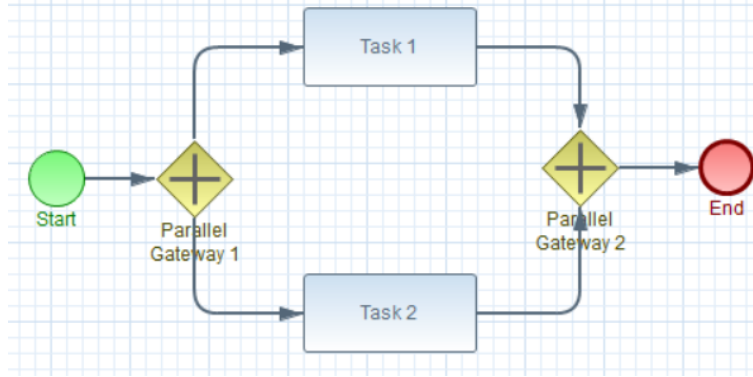 Task 1
Start
Parallel
Gateway 1
Parallel
Gateway 2
End
Task 2